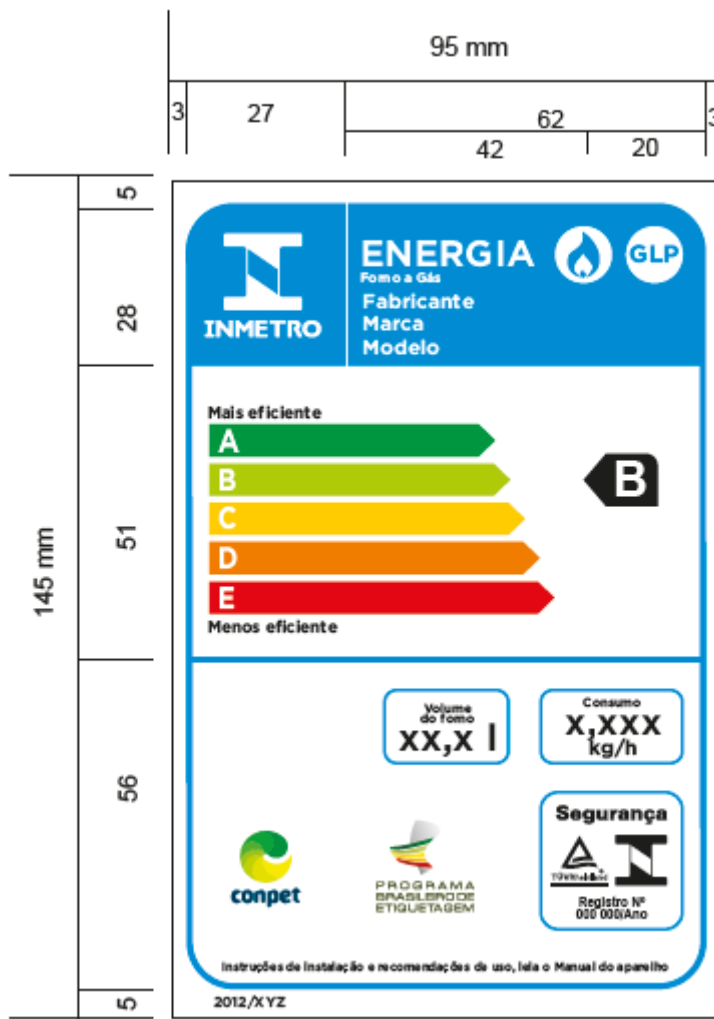 95 mm
3 27 62 3
42 20
5
28
51
145 mm
56
5
INMETRO
ENERGIA
GLP
Forno a Gás
Fabricante
Marca
Modelo
Mais eficiente
A
B
C
D
E
B
Menos eficiente
Volume
do forno
xx,x l
Consumo
x,xxx
kg/h
Segurança
Registro Nº
000 000/Ano
conpet
PROGRAMA
BRASILEIRO DE
ETIQUETAGEM
Instruções de Instalação e recomendações de uso, leia o Manual do aparelho
2012/XYZ